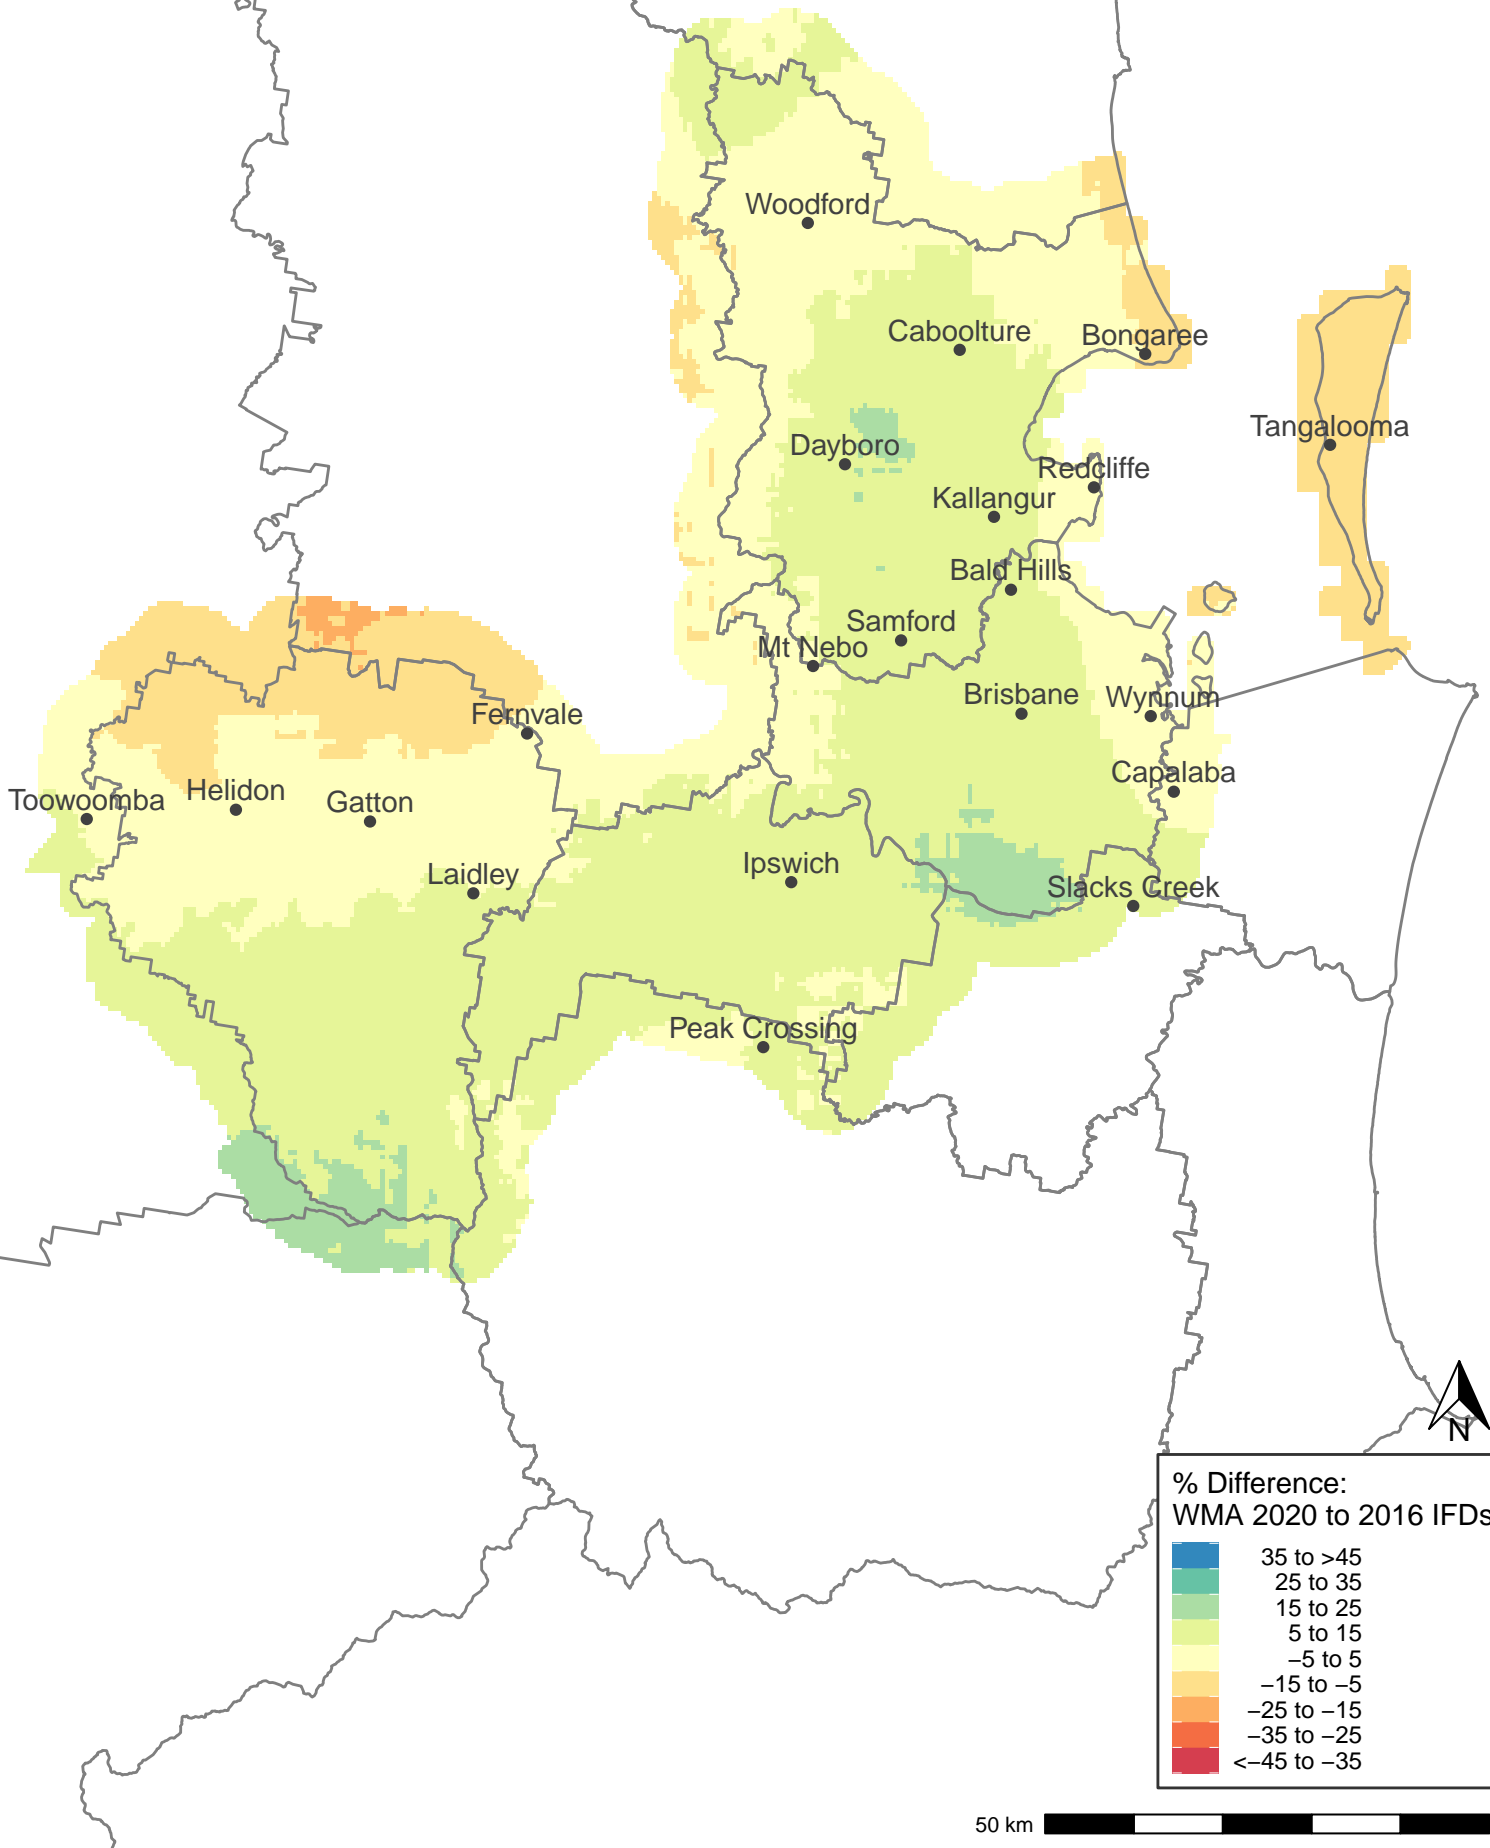 Woodford
Caboolture
Bongaree
Tangalooma
Dayboro
Redcliffe
Kallangur
Bald Hills
Samford
Mt Nebo
Brisbane
Wynnum
Fernvale
Capalaba
Toowoomba
Helidon
Gatton
Ipswich
Laidley
Slacks Creek
Peak Crossing
N
% Difference:
WMA 2020 to 2016 IFDs
35 to >45
25 to 35
15 to 25
5 to 15
−5 to 5
−15 to −5
−25 to −15
−35 to −25
<−45 to −35
50 km